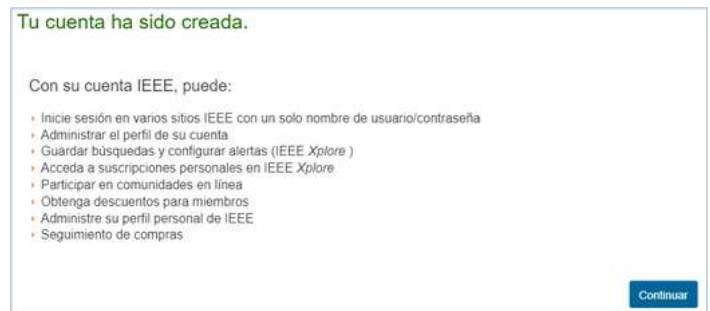 Tu cuenta ha sido creada.
Con su cuenta IEEE, puede:
Inicie sesión en varios sitios IEEE con un solo nombre de usuario/contraseña
Administrar el perfil de su cuenta
Guardar búsquedas y configurar alertas (IEEE Xplore )
Acceda a suscripciones personales en IEEE Xplore
Participar en comunidades en línea
Obtenga descuentos para miembros
Administre su perfil personal de IEEE
Seguimiento de compras
Continuar